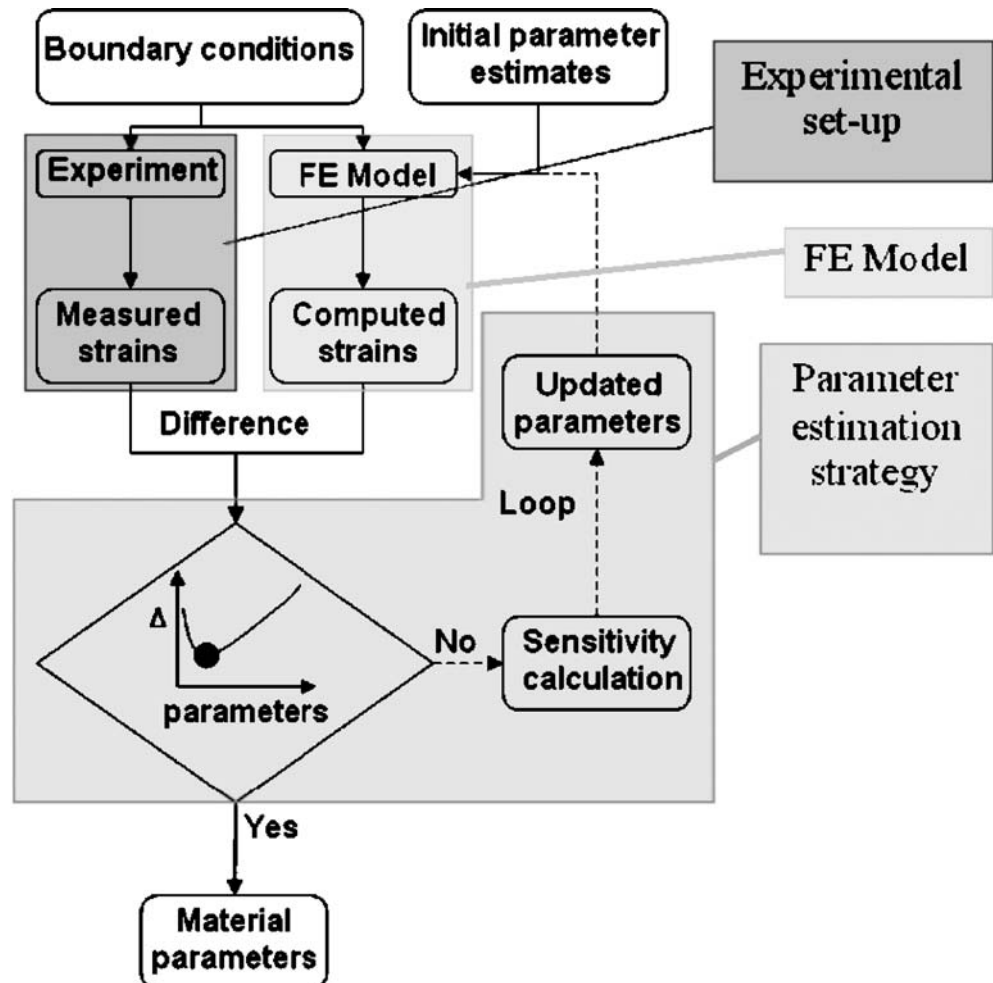 Boundary conditions
Initial parameter
estimates
Experimental
set-up
Experiment
FE Model
FE Model
Measured
strains
Computed
strains
Updated
parameters
Parameter
estimation
strategy
Difference
Loop
Δ
parameters
No
Sensitivity
calculation
Yes
Material
parameters